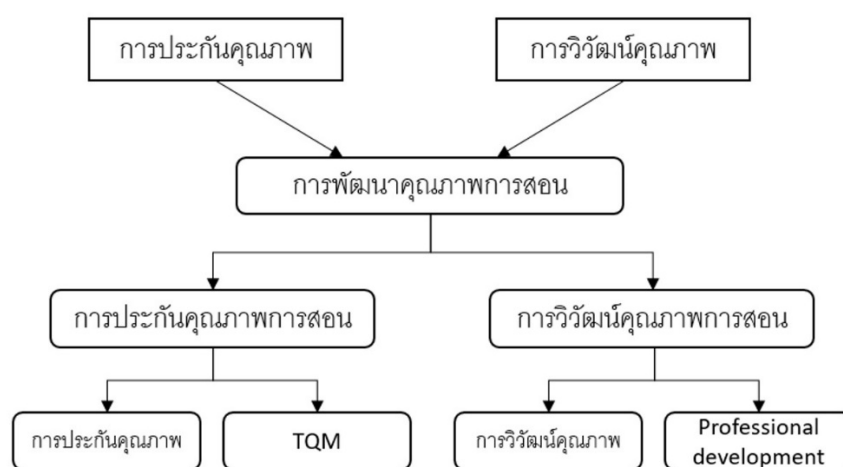 การประกันคุณภาพ
การวิวัฒน์คุณภาพ
การพัฒนาคุณภาพการสอน
การประกันคุณภาพการสอน
การวิวัฒน์คุณภาพการสอน
การประกันคุณภาพ
TQM
การวิวัฒน์คุณภาพ
Professional
development